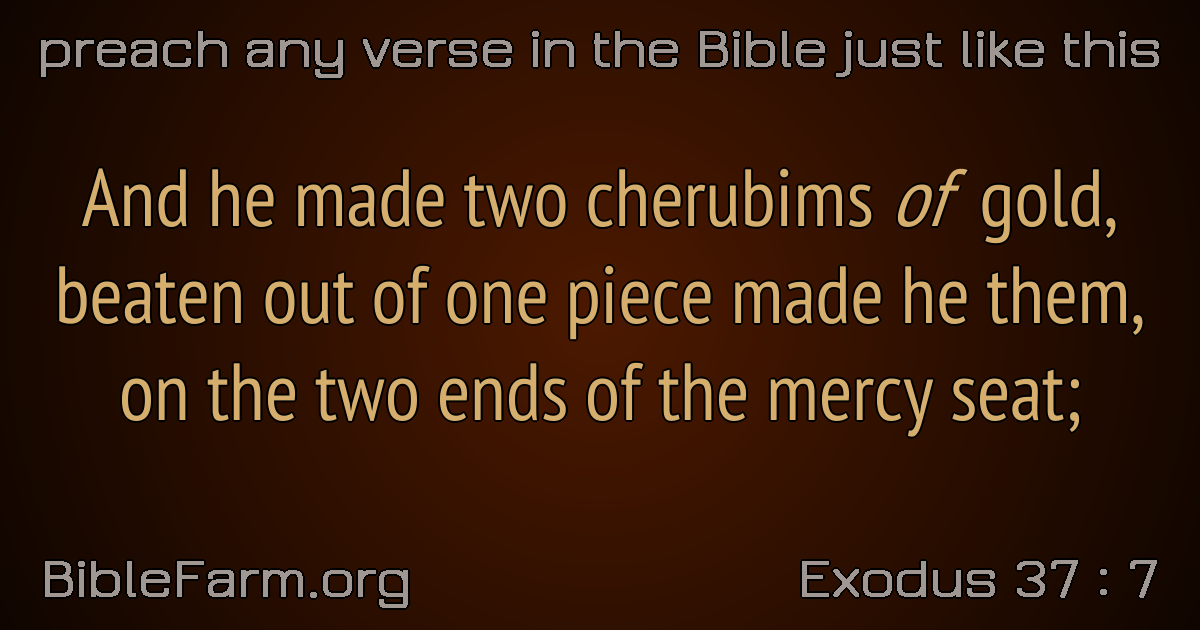 preach any verse in the Bible just like this
And he made two cherubims of gold,
beaten out of one piece made he them,
on the two ends of the mercy seat;
BibleFarm.org
Exodus 37 : 7